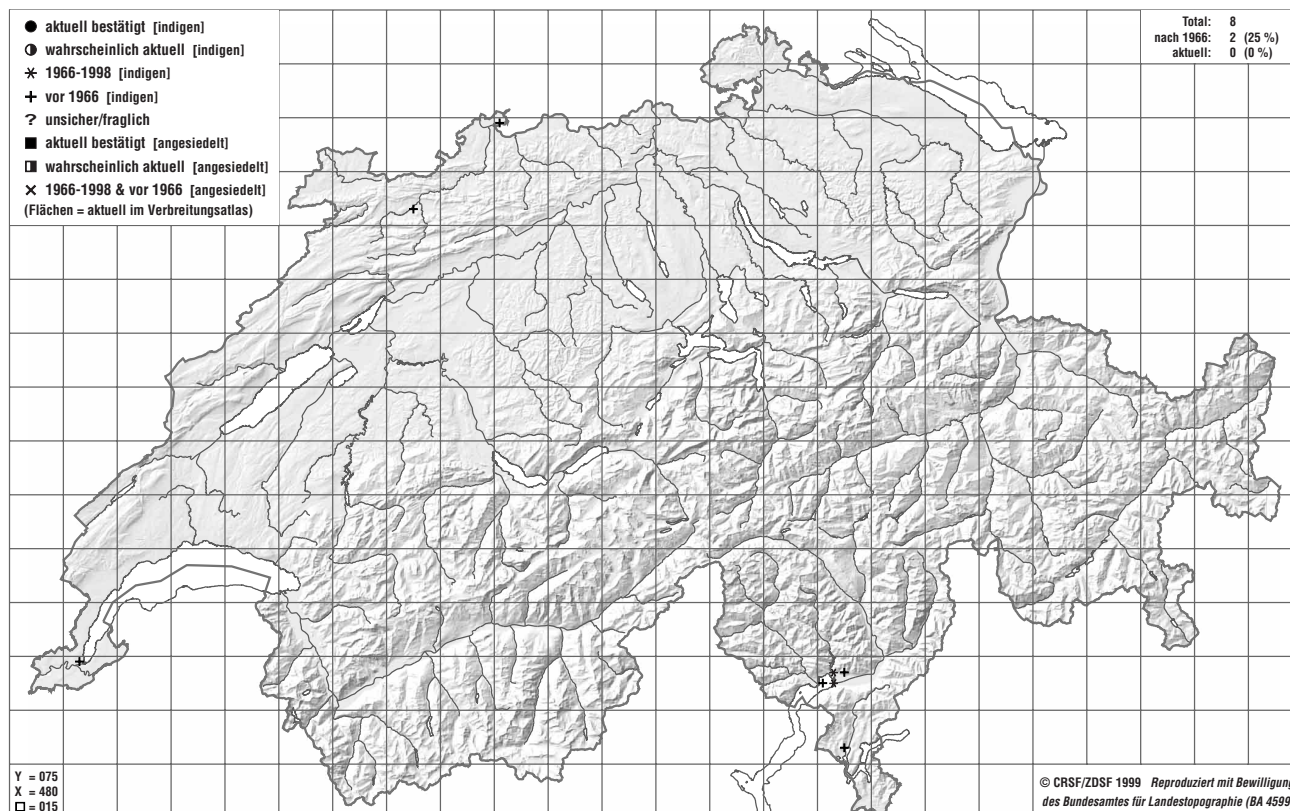 aktuell bestätigt [indigen]
wahrscheinlich aktuell [indigen]
1966-1998 [indigen]
vor 1966 [indigen]
? unsicher/fraglich
aktuell bestätigt [angesiedelt]
wahrscheinlich aktuell [angesiedelt]
1966-1998 & vor 1966 [angesiedelt]
(Flächen = aktuell im Verbreitungsatlas)
Total: 8
nach 1966: 2 (25 %)
aktuell: 0 (0 %)
Y = 075
X = 480
= 015
© CRSF/ZDSF 1999 Reproduziert mit Bewilligung
des Bundesamtes für Landestopographie (BA 4599